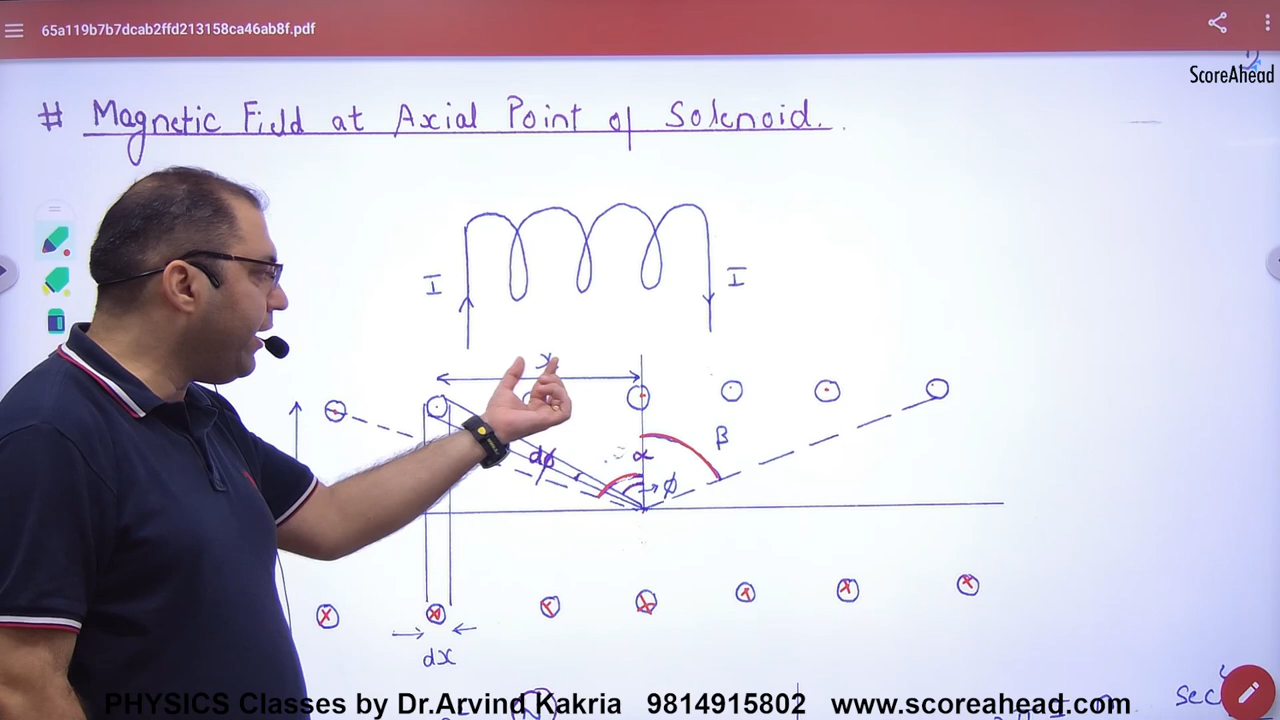 65a119b7b7dcab2ffd213158ca46ab8f.pdf
ScoreAhead
# Magnetic Field at Axial Point of Solenoid.
I
I
x
β
α
dϕ
ϕ
dx
sec
PHYSICS Classes by Dr.Arvind Kakria 9814915802 www.scoreahead.com